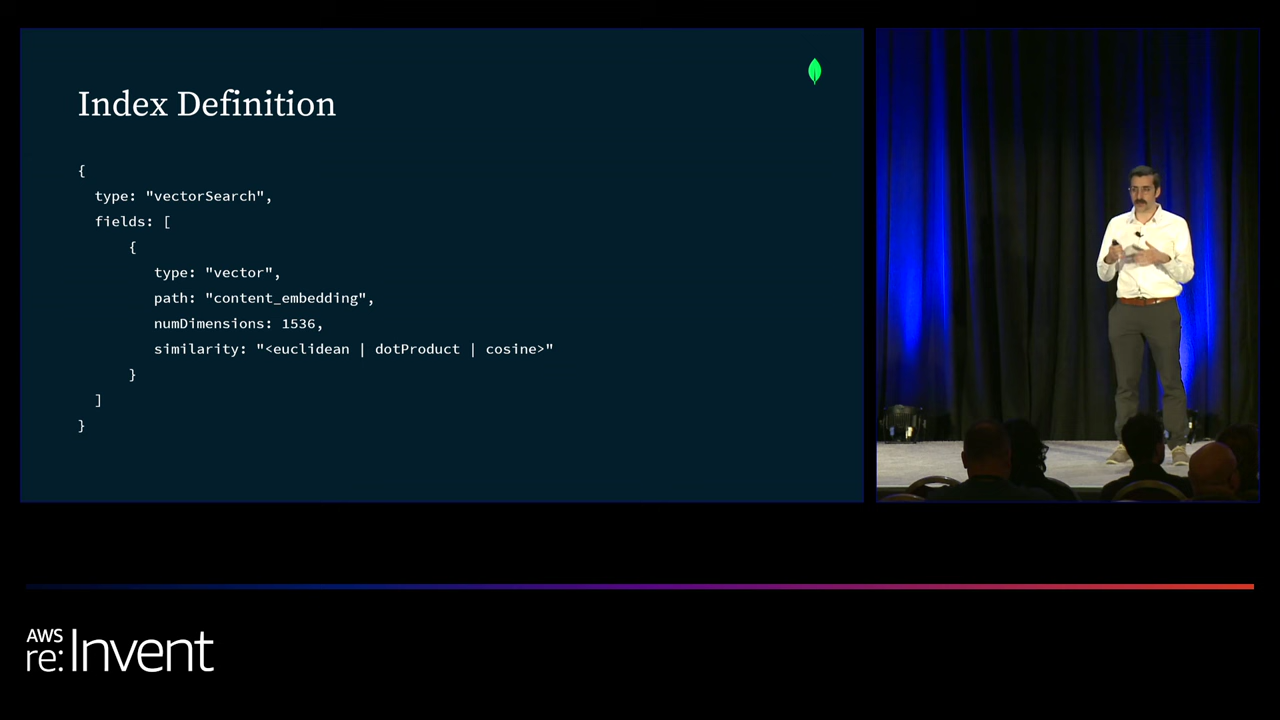 Index Definition
{
type: "vectorSearch",
fields: [
{
type: "vector",
path: "content_embedding",
numDimensions: 1536,
similarity: "<euclidean | dotProduct | cosine>"
}
]
}
AWS
re:Invent